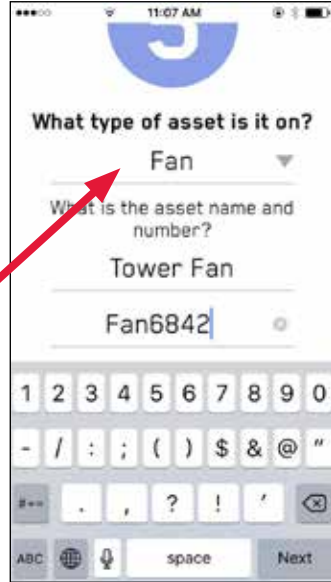 11:07 AM
3
What type of asset is it on?
Fan
What is the asset name and
number?
Tower Fan
Fan6842
1 2 3 4 5 6 7 8 9 0
- / : ; ( ) $ & @ "
#+=
. , ? ! '
ABC space Next